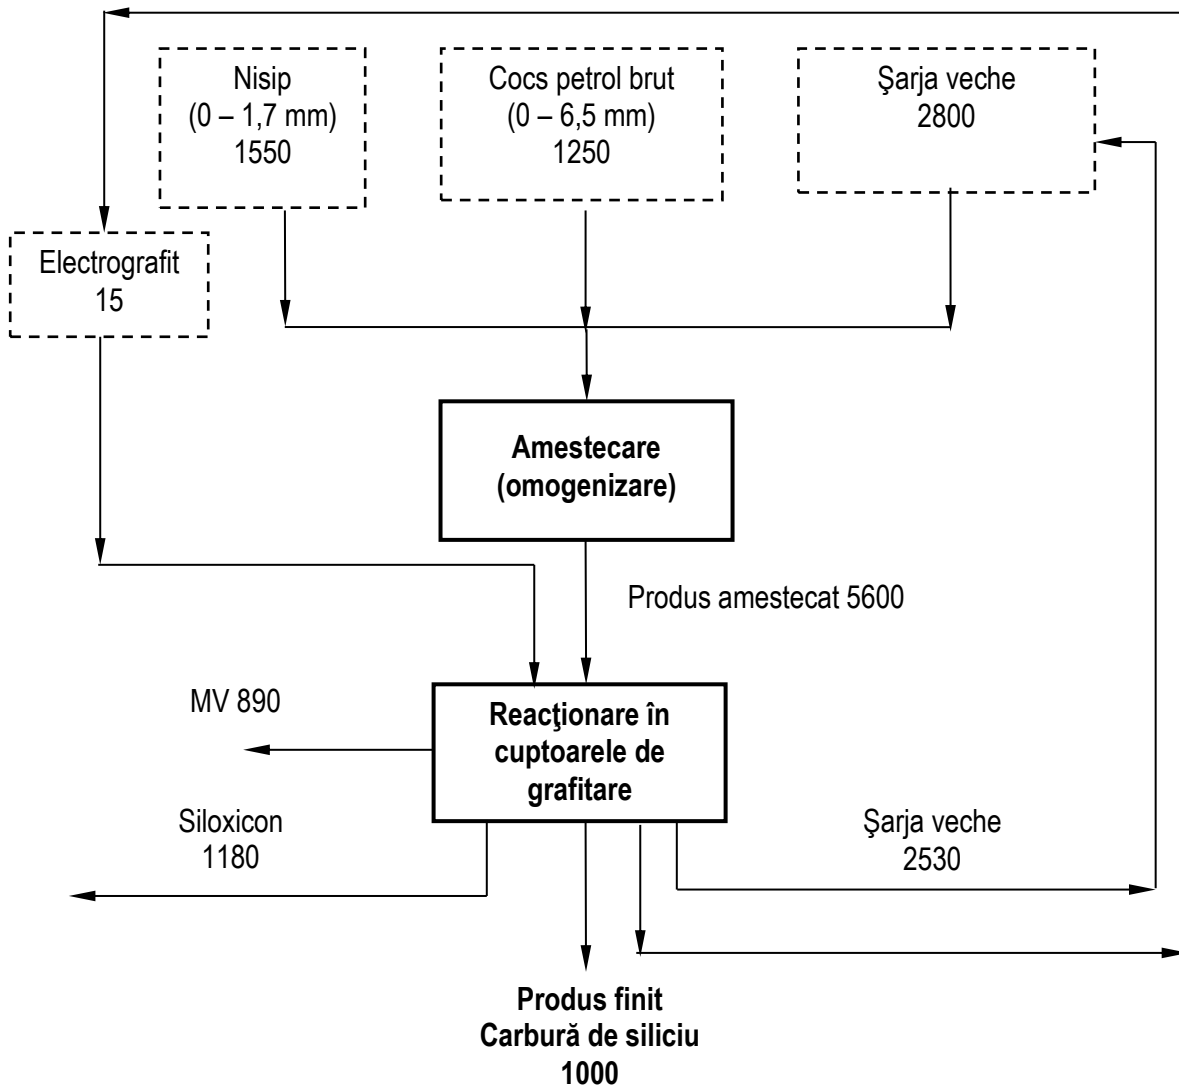 Nisip
(0 – 1,7 mm)
1550
Cocs petrol brut
(0 – 6,5 mm)
1250
Şarja veche
2800
Electrografit
15
Amestecare
(omogenizare)
Produs amestecat 5600
MV 890
Reacţionare în
cuptoarele de
grafitare
Siloxicon
1180
Şarja veche
2530
Produs finit
Carbură de siliciu
1000